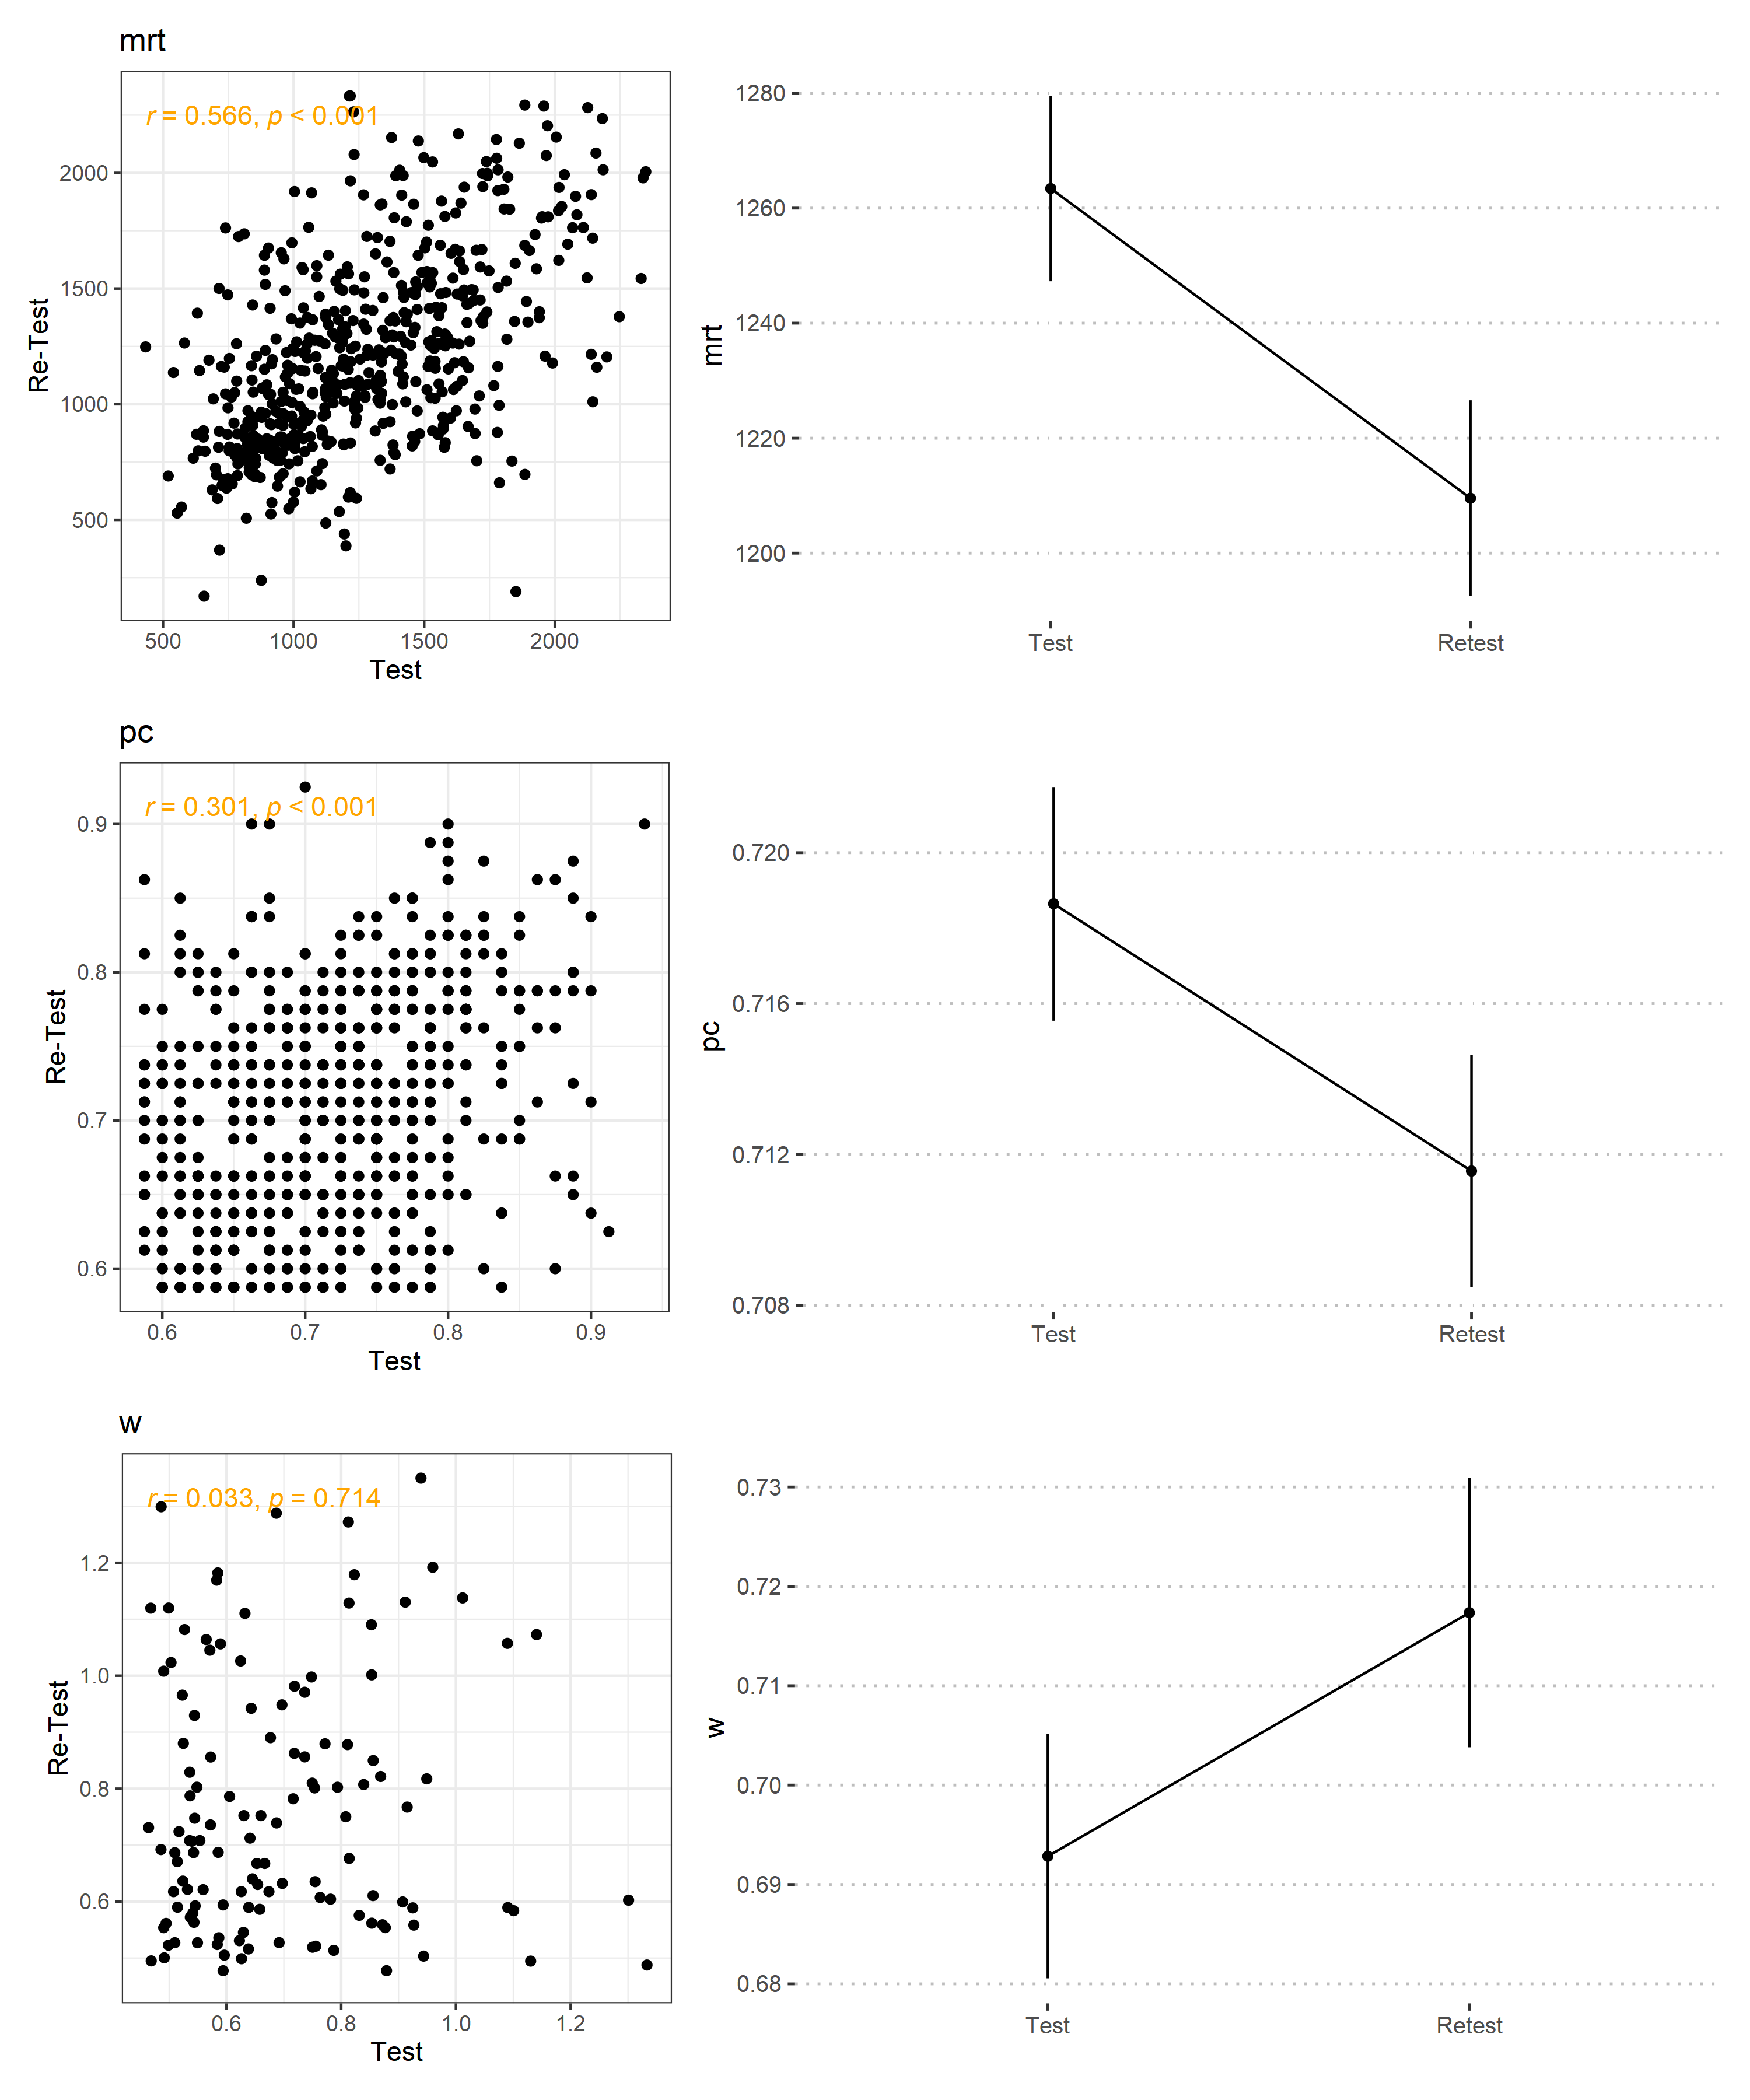 mrt
r = 0.566, p < 0.001
2000
1500
1000
500
Re-Test
500 1000 1500 2000
Test
1280
1260
1240
1220
1200
mrt
Test Retest
pc
r = 0.301, p < 0.001
0.9
0.8
0.7
0.6
Re-Test
0.6 0.7 0.8 0.9
Test
0.720
0.716
0.712
0.708
pc
Test Retest
w
r = 0.033, p = 0.714
1.2
1.0
0.8
0.6
Re-Test
0.6 0.8 1.0 1.2
Test
0.73
0.72
0.71
0.70
0.69
0.68
w
Test Retest